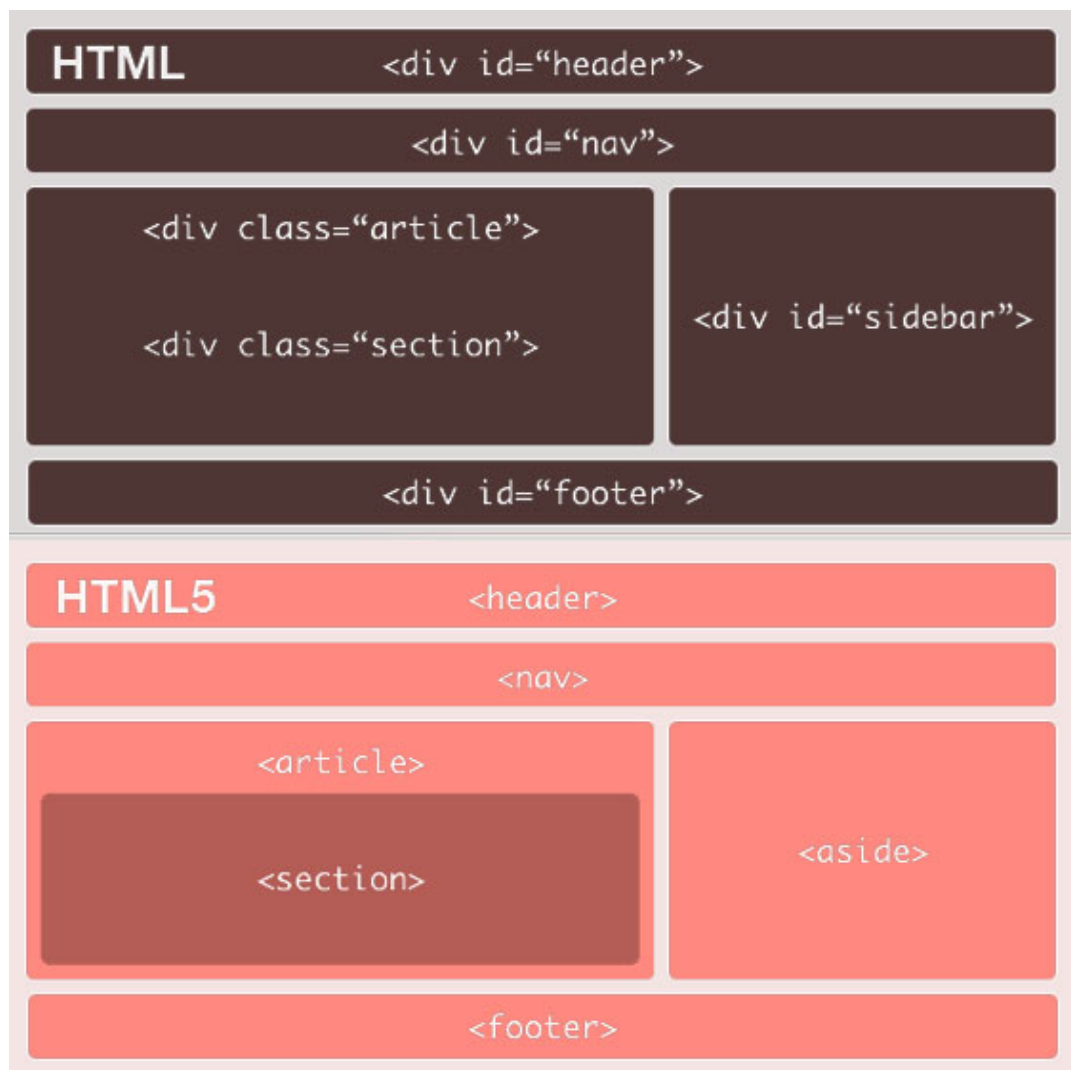 HTML <div id=“header”>
<div id=“nav”>
<div class=“article”>
<div class=“section”>
<div id=“sidebar”>
<div id=“footer”>
HTML5 <header>
<nav>
<article>
<section>
<aside>
<footer>